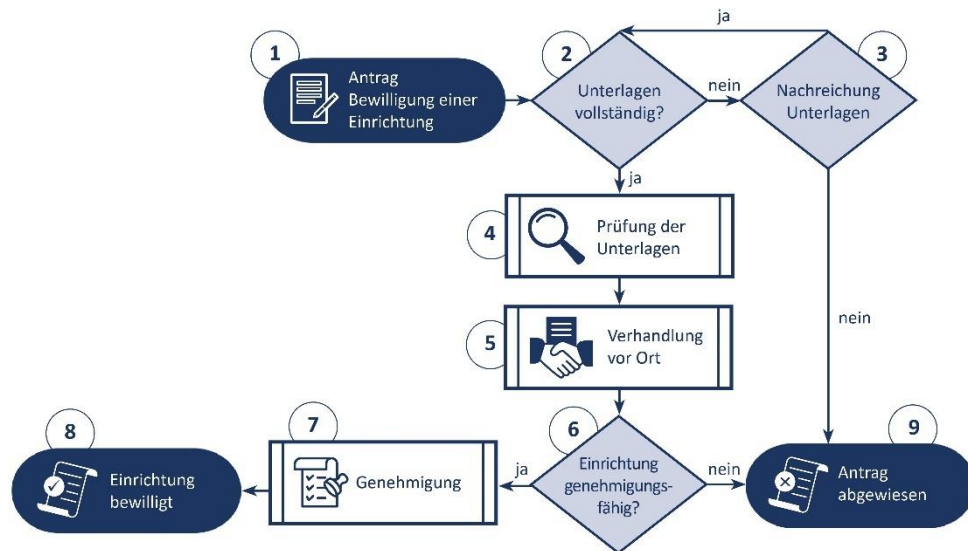 1
Antrag
Bewilligung einer
Einrichtung
2
Unterlagen
vollständig?
ja
nein
3
Nachreichung
Unterlagen
ja
4
Prüfung der
Unterlagen
5
Verhandlung
vor Ort
nein
6
Einrichtung
genehmigungs-
fähig?
ja
nein
7
Genehmigung
8
Einrichtung
bewilligt
9
Antrag
abgewiesen